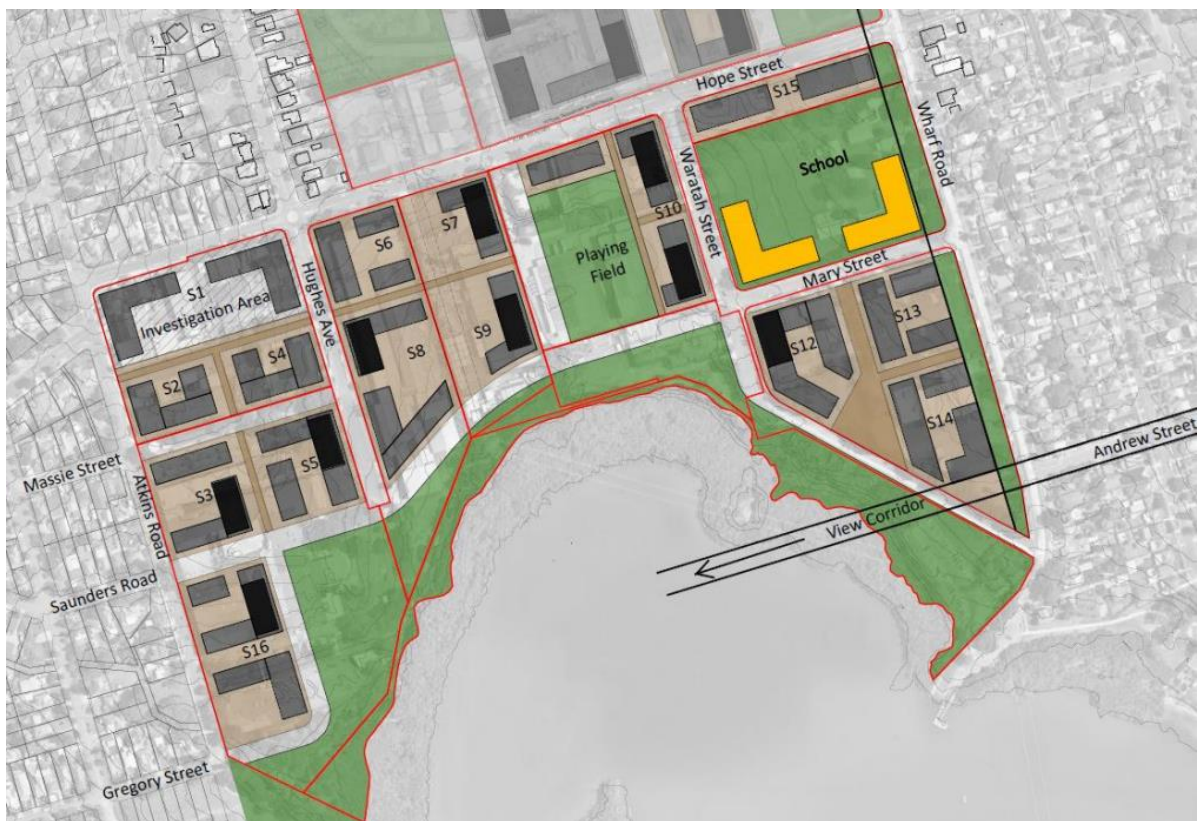 Hope Street
S15
Wharf Road
School
Waratah Street
S7
S6
S10
Playing
Field
Mary Street
Hughes Ave
S1
Investigation Area
S9
S8
S13
S12
S4
S2
S14
Andrew Street
View Corridor
Massie Street
Atkins Road
S5
S3
Saunders Road
S16
Gregory Street